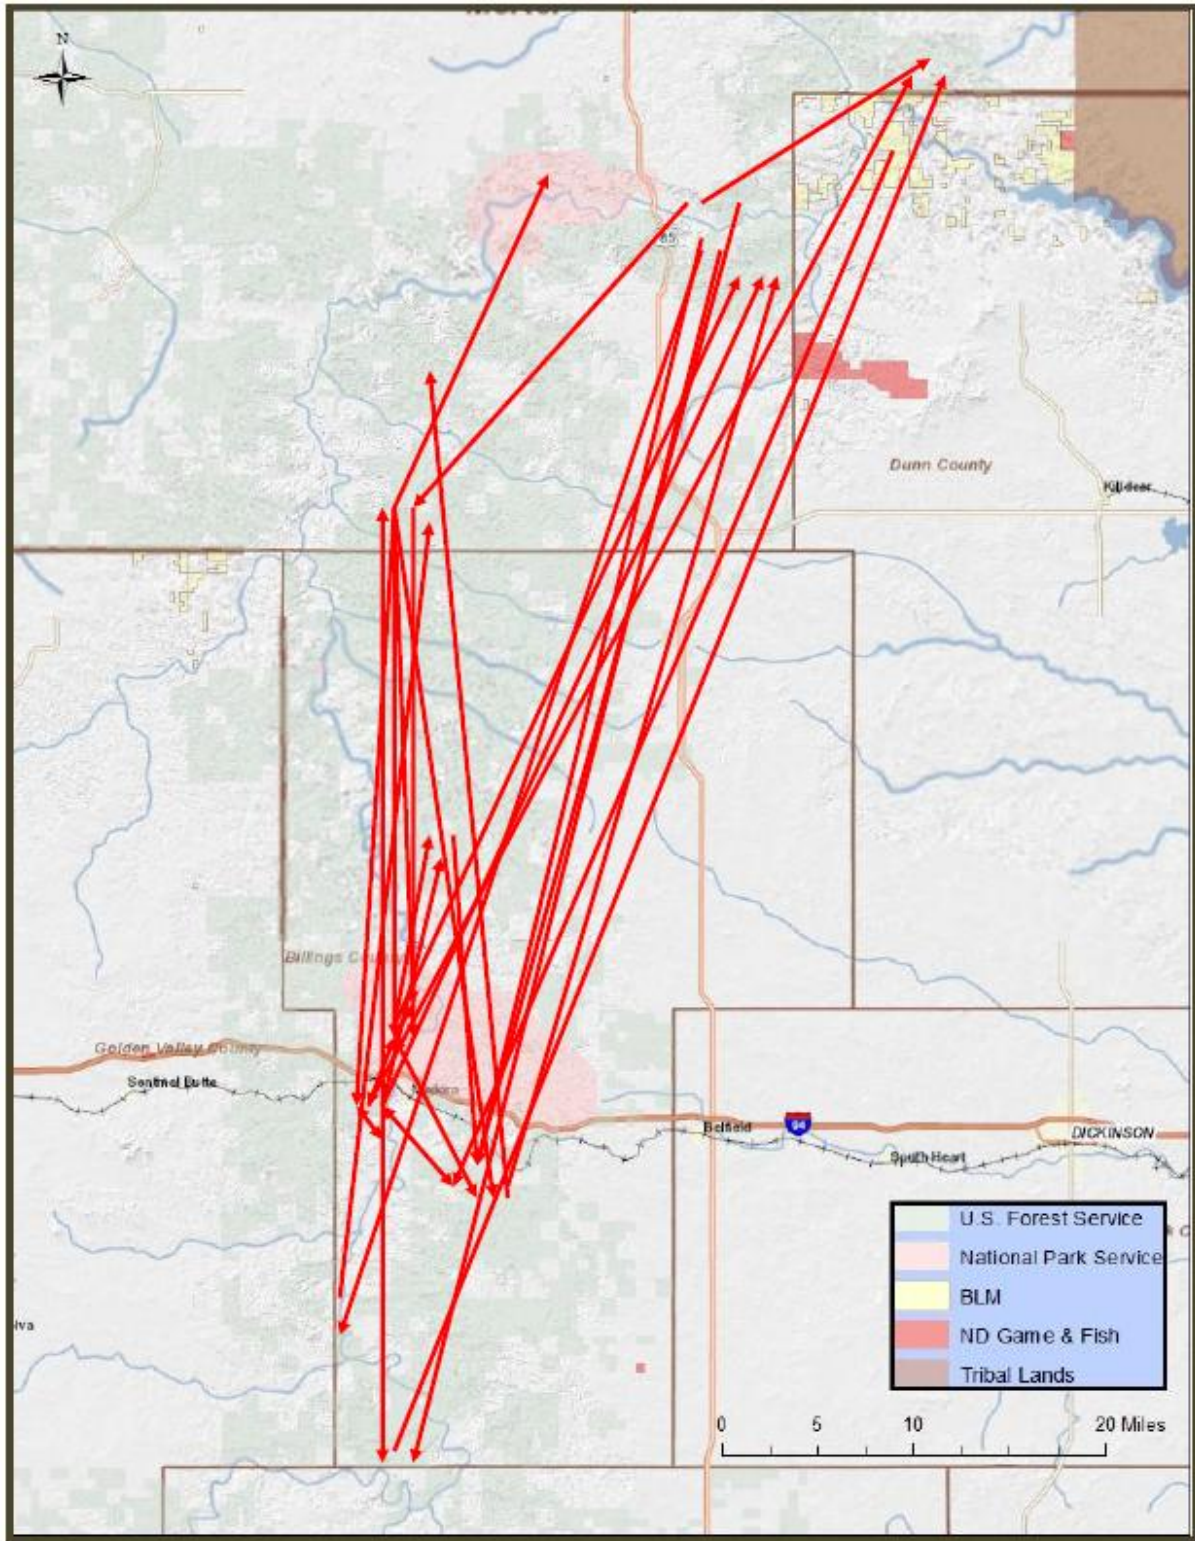 N
85
Dunn County
Killdeer
Billings County
Golden Valley County
Sentinel Butte
Medora
Belfield
94
DICKINSON
South Heart
U.S. Forest Service
National Park Service
BLM
ND Game & Fish
Tribal Lands
lva
0 5 10 20 Miles